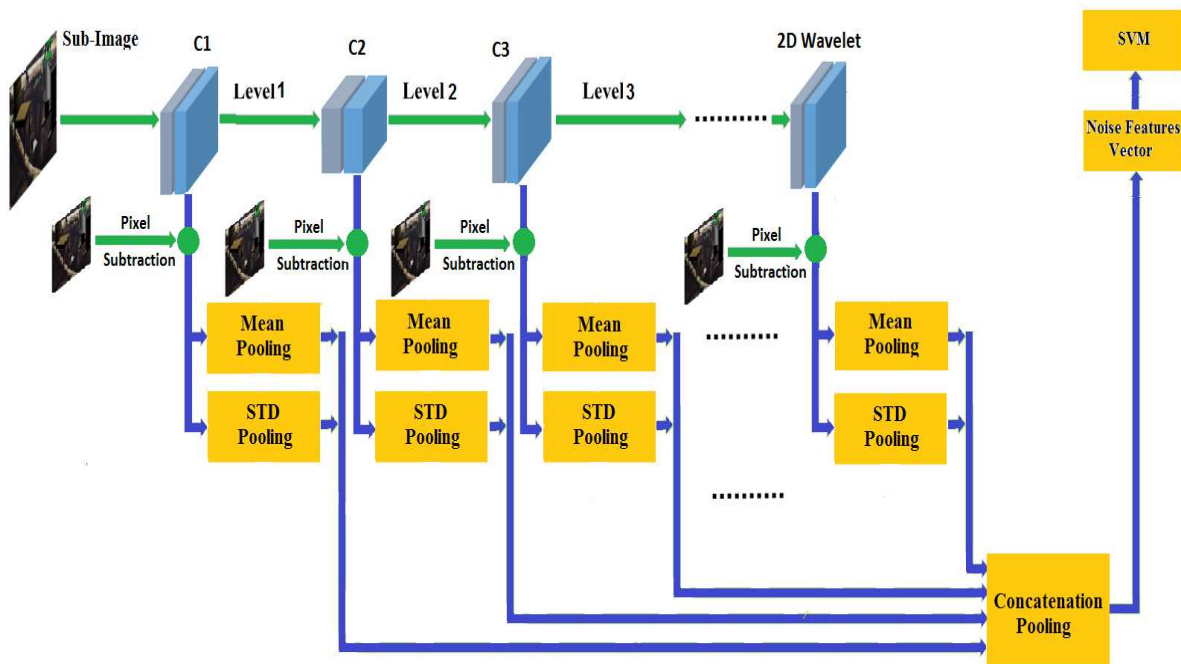 Sub-Image
C1
C2
C3
2D Wavelet
SVM
Level1
Level 2
Level 3
Noise Features
Vector
Pixel
Subtraction
Pixel
Subtraction
Pixel
Subtraction
Pixel
Subtraction
Mean
Pooling
Mean
Pooling
Mean
Pooling
Mean
Pooling
STD
Pooling
STD
Pooling
STD
Pooling
STD
Pooling
Concatenation
Pooling